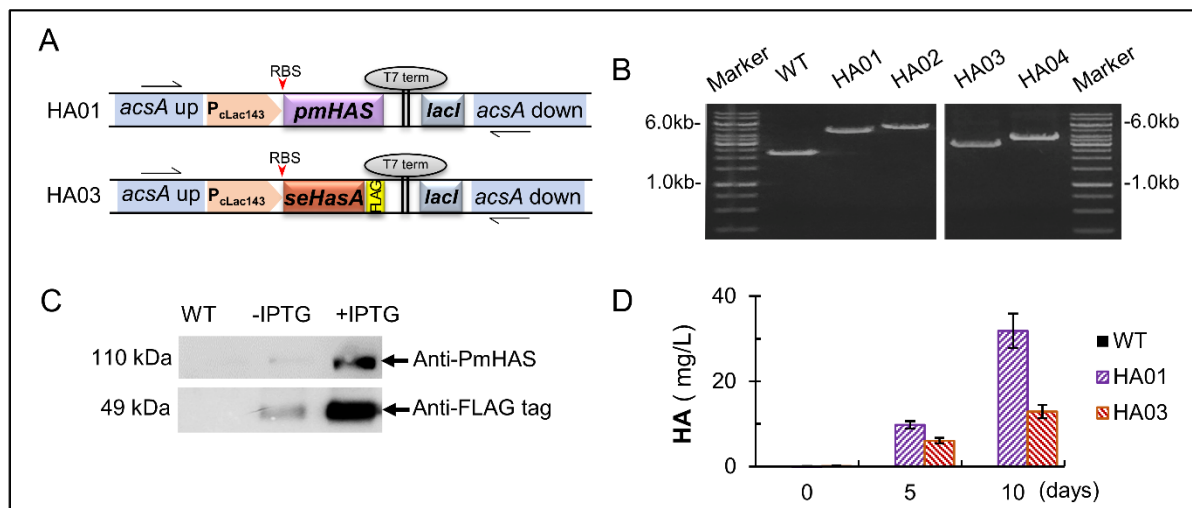 A
RBS
T7 term
HA01
acsA up
PcLac143
pmHAS
lacI
acsA down
RBS
T7 term
HA03
acsA up
PcLac143
seHasA
FLAG
lacI
acsA down
B
Marker
WT
HA01
HA02
HA03
HA04
Marker
6.0kb-
1.0kb-
-6.0kb
-1.0kb
C
WT
-IPTG
+IPTG
110 kDa
Anti-PmHAS
49 kDa
Anti-FLAG tag
D
HA ( mg/L)
40
30
20
10
0
0
5
10
(days)
WT
HA01
HA03